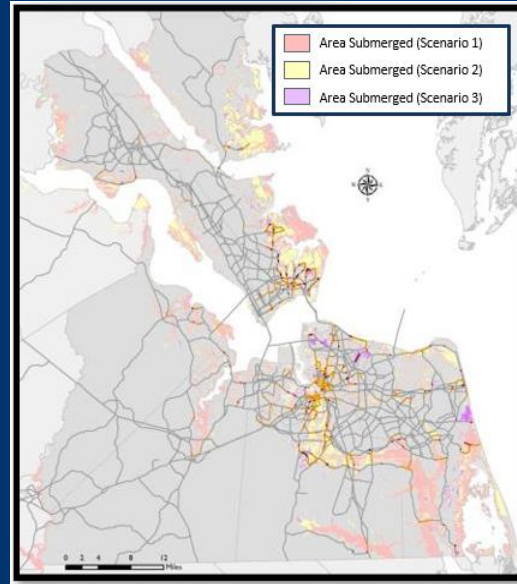 Area Submerged (Scenario 1)
Area Submerged (Scenario 2)
Area Submerged (Scenario 3)
N
0 2 4 8 12
Miles